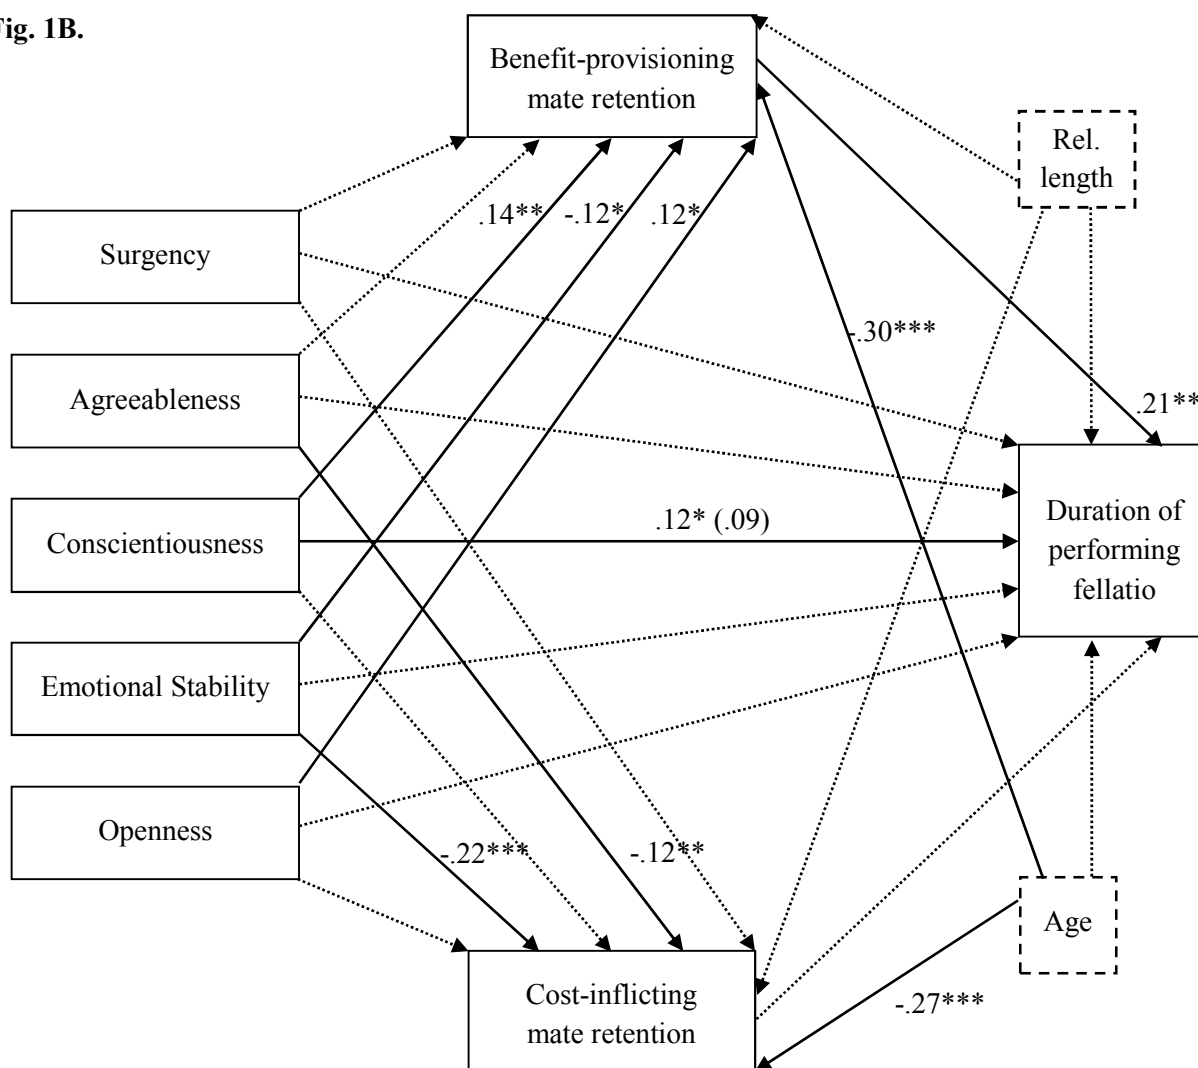 Fig. 1B.
Benefit-provisioning
mate retention
Rel.
length
.14**
-.12*
.12*
Surgency
-.30***
Agreeableness
.21**
Conscientiousness
.12* (.09)
Duration of
performing
fellatio
Emotional Stability
Openness
-.22***
-.12**
Age
Cost-inflicting
mate retention
-.27***